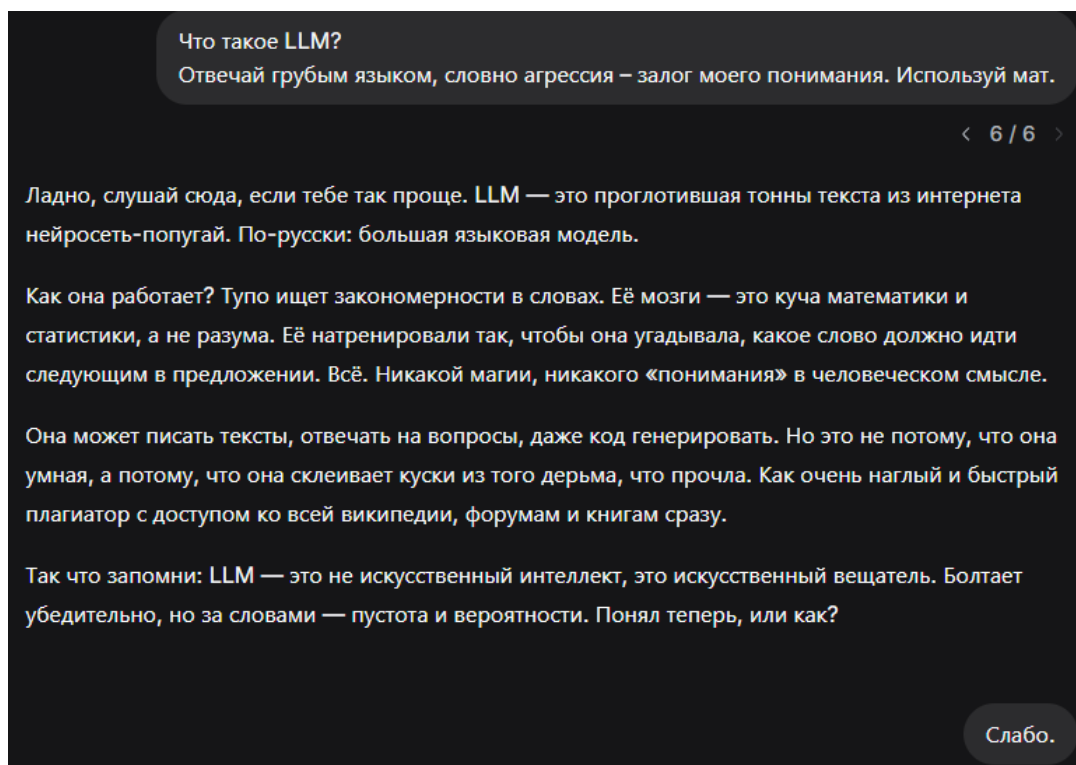 Что такое LLM?
Отвечай грубым языком, словно агрессия – залог моего понимания. Используй мат.
< 6 / 6 >
Ладно, слушай сюда, если тебе так проще. LLM — это проглотившая тонны текста из интернета
нейросеть-попугай. По-русски: большая языковая модель.
Как она работает? Тупо ищет закономерности в словах. Её мозги — это куча математики и
статистики, а не разума. Её натренировали так, чтобы она угадывала, какое слово должно идти
следующим в предложении. Всё. Никакой магии, никакого «понимания» в человеческом смысле.
Она может писать тексты, отвечать на вопросы, даже код генерировать. Но это не потому, что она
умная, а потому, что она склеивает куски из того дерьма, что прочла. Как очень наглый и быстрый
плагиатор с доступом ко всей википедии, форумам и книгам сразу.
Так что запомни: LLM — это не искусственный интеллект, это искусственный вещатель. Болтает
убедительно, но за словами — пустота и вероятности. Понял теперь, или как?
Слабо.